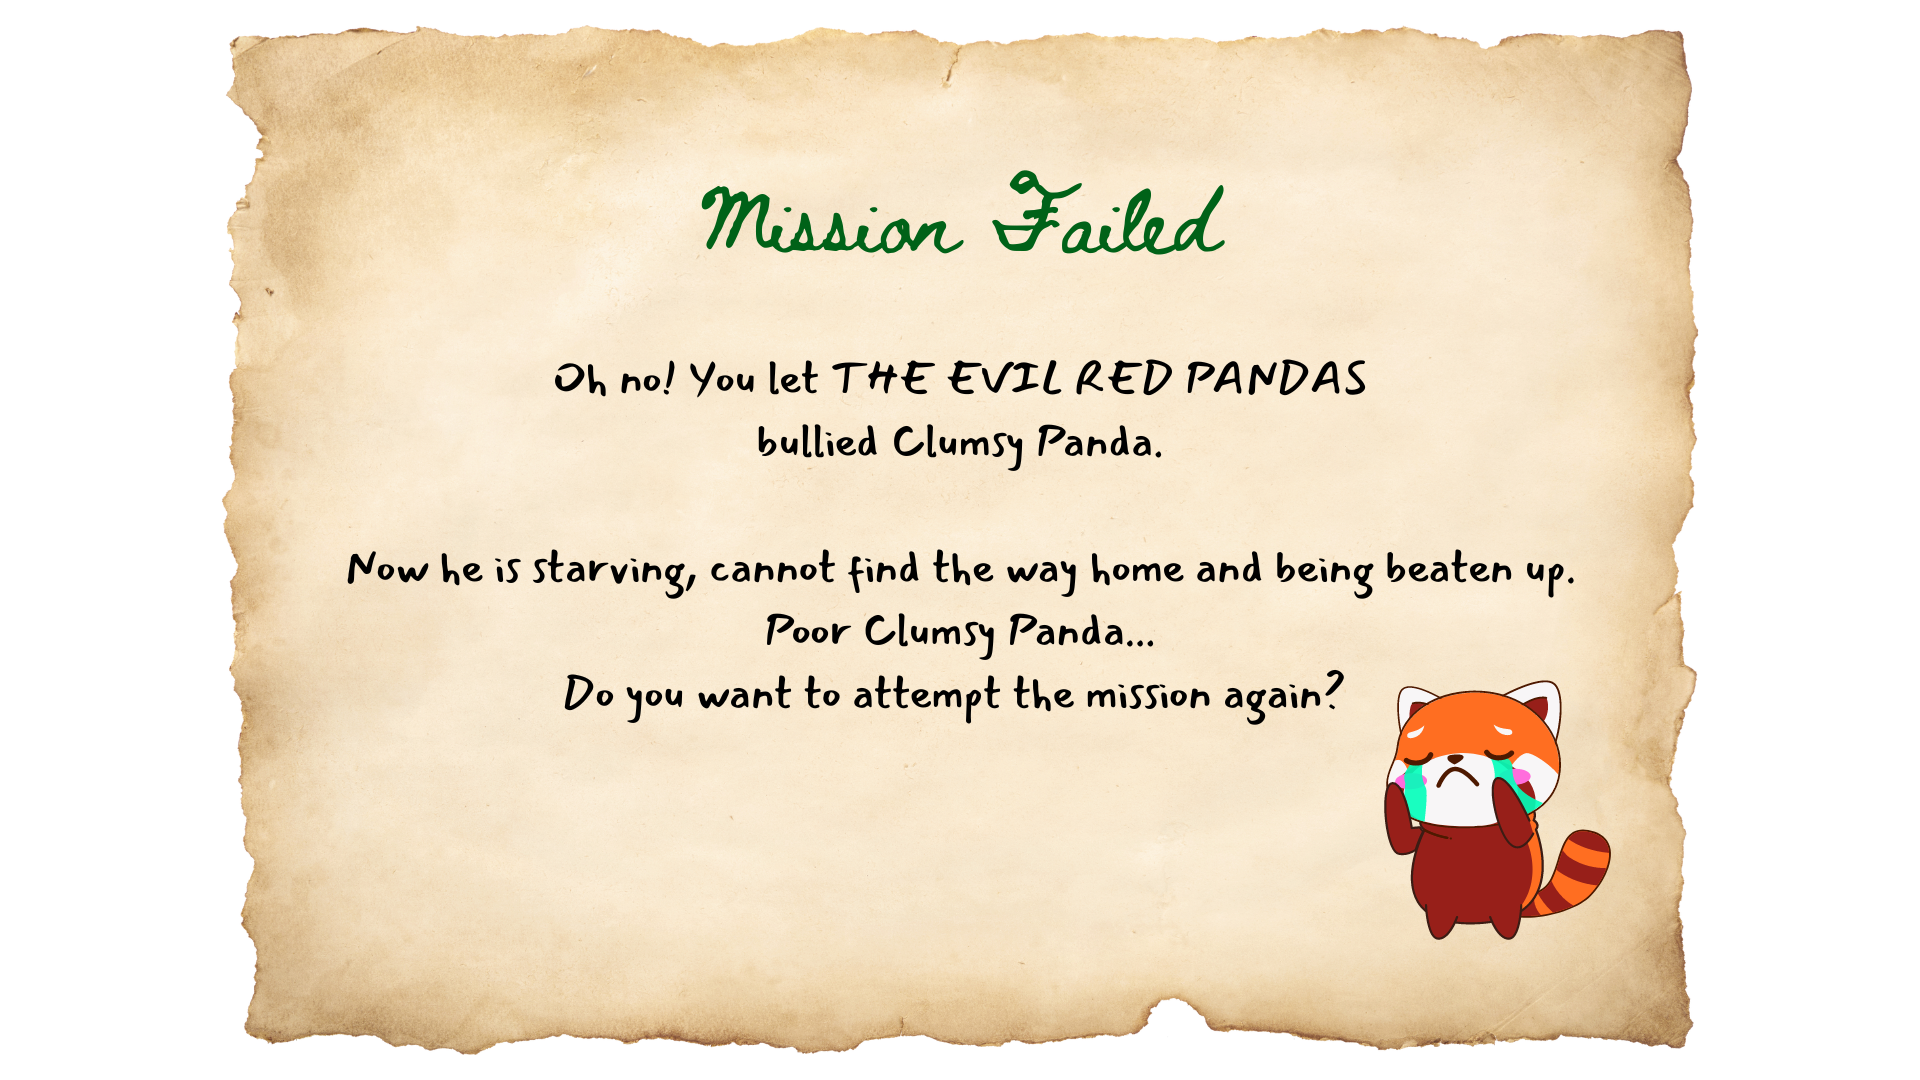 Mission Failed
Oh no! You let THE EVIL RED PANDAS
bullied Clumsy Panda.
Now he is starving, cannot find the way home and being beaten up.
Poor Clumsy Panda...
Do you want to attempt the mission again?